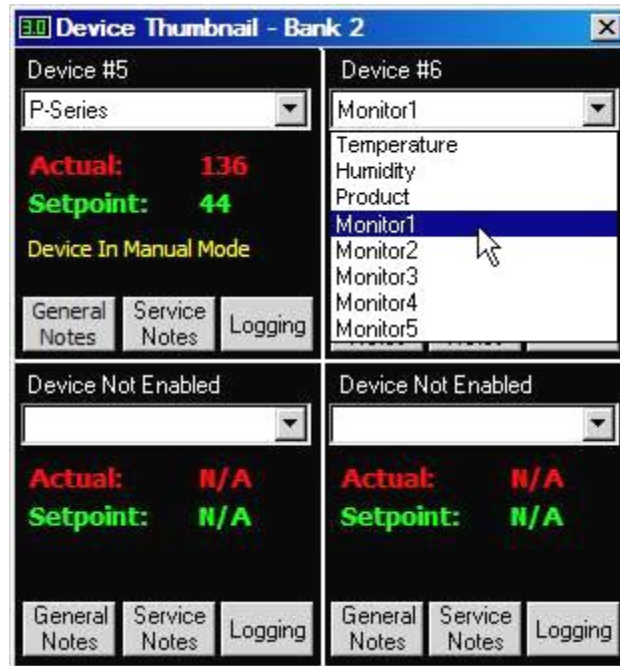 3.0 Device Thumbnail - Bank 2
Device #5
P-Series
Actual: 136
Setpoint: 44
Device In Manual Mode
General Notes
Service Notes
Logging
Device #6
Monitor1
Temperature
Humidity
Product
Monitor1
Monitor2
Monitor3
Monitor4
Monitor5
Device Not Enabled
Actual: N/A
Setpoint: N/A
General Notes
Service Notes
Logging
Device Not Enabled
Actual: N/A
Setpoint: N/A
General Notes
Service Notes
Logging